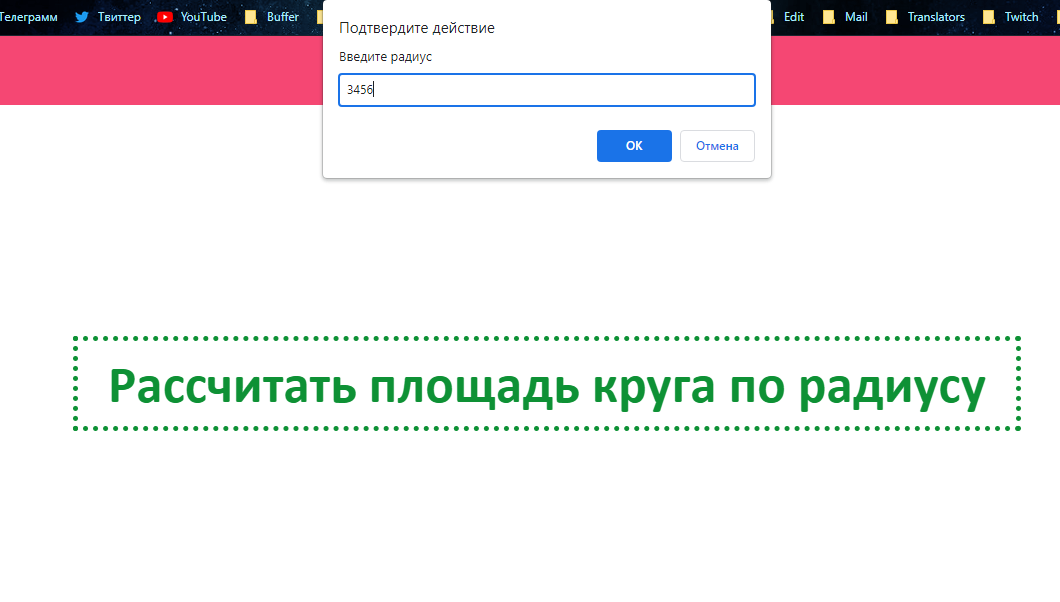 Телеграмм Твиттер YouTube Buffer Edit Mail Translators Twitch
Подтвердите действие
Введите радиус
3456
ОК Отмена
Рассчитать площадь круга по радиусу